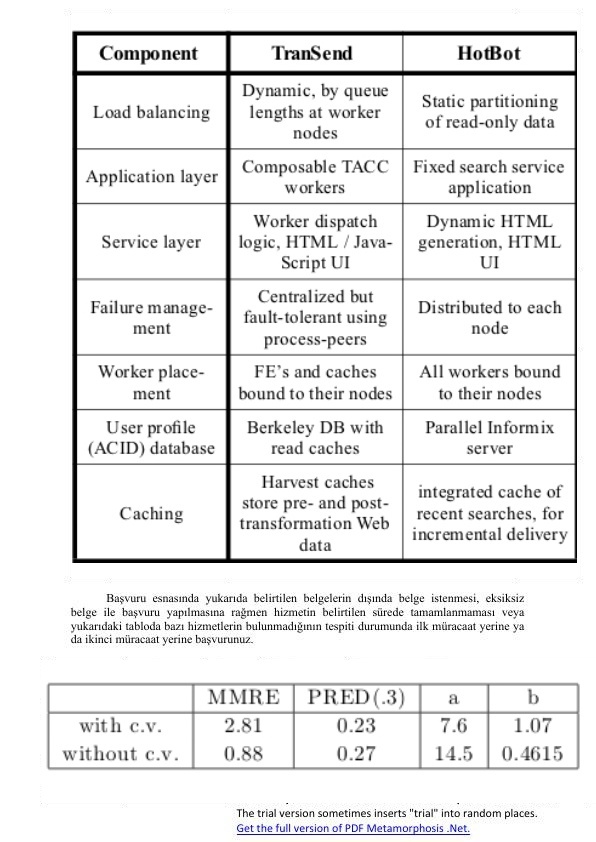 Component TranSend HotBot
Load balancing
Dynamic, by queue
lengths at worker
nodes
Static partitioning
of read-only data
Application layer
Composable TACC
workers
Fixed search service
application
Service layer
Worker dispatch
logic, HTML / Java-
Script UI
Dynamic HTML
generation, HTML
UI
Failure manage-
ment
Centralized but
fault-tolerant using
process-peers
Distributed to each
node
Worker place-
ment
FE's and caches
bound to their nodes
All workers bound
to their nodes
User profile
(ACID) database
Berkeley DB with
read caches
Parallel Informix
server
Caching
Harvest caches
store pre- and post-
transformation Web
data
integrated cache of
recent searches, for
incremental delivery
Başvuru esnasında yukarıda belirtilen belgelerin dışında belge istenmesi, eksiksiz
belge ile başvuru yapılmasına rağmen hizmetin belirtilen sürede tamamlanmaması veya
yukarıdaki tabloda bazı hizmetlerin bulunmadığının tespiti durumunda ilk müracaat yerine ya
da ikinci müracaat yerine başvurunuz.
MMRE PRED(.3) a b
with c.v. 2.81 0.23 7.6 1.07
without c.v. 0.88 0.27 14.5 0.4615
The trial version sometimes inserts "trial" into random places.
Get the full version of PDF Metamorphosis .Net.